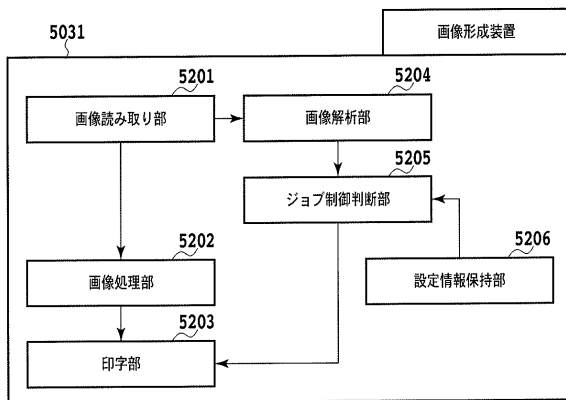 画像形成装置
5031
5201
画像読み取り部
5204
画像解析部
5205
ジョブ制御判断部
5202
画像処理部
5206
設定情報保持部
5203
印字部